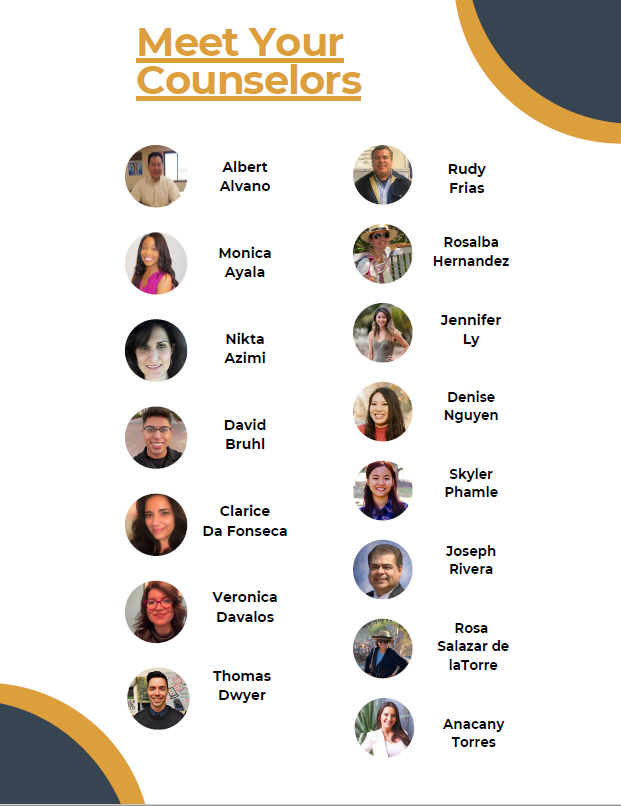 Meet Your
Counselors
Albert
Alvano
Monica
Ayala
Nikta
Azimi
David
Bruhl
Clarice
Da Fonseca
Veronica
Davalos
Thomas
Dwyer
Rudy
Frias
Rosalba
Hernandez
Jennifer
Ly
Denise
Nguyen
Skyler
Phamle
Joseph
Rivera
Rosa
Salazar de
laTorre
Anacany
Torres